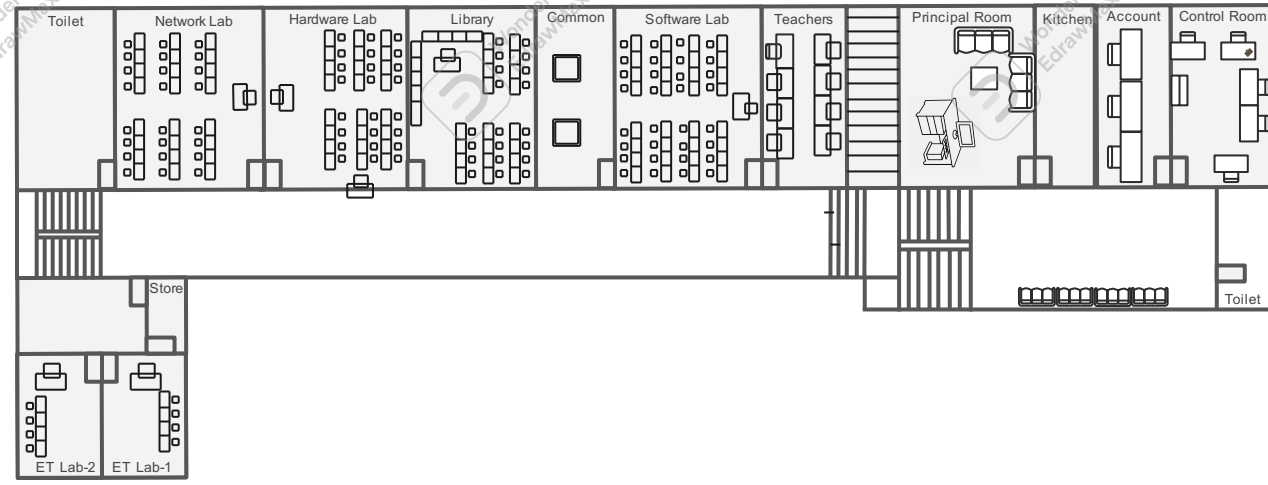 Toilet
Network Lab
Hardware Lab
Library
Common
Software Lab
Teachers
Principal Room
Kitchen
Account
Control Room
Store
Toilet
ET Lab-2
ET Lab-1